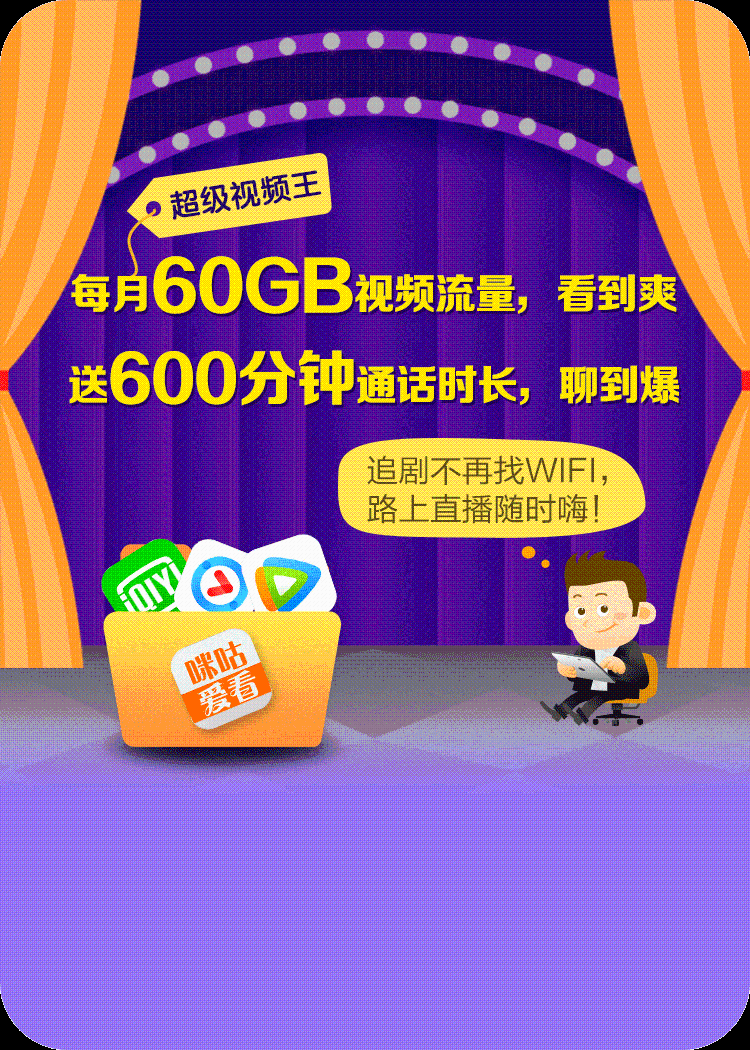 超级视频王
每月60GB视频流量，看到爽
送600分钟通话时长，聊到爆
追剧不再找WIFI，
路上直播随时嗨！
iQIYI
咪咕
爱看